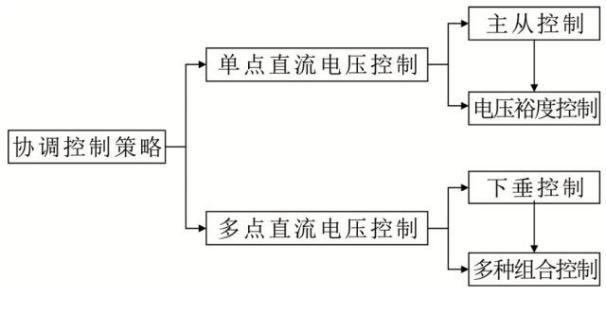 协调控制策略
单点直流电压控制
主从控制
电压裕度控制
多点直流电压控制
下垂控制
多种组合控制